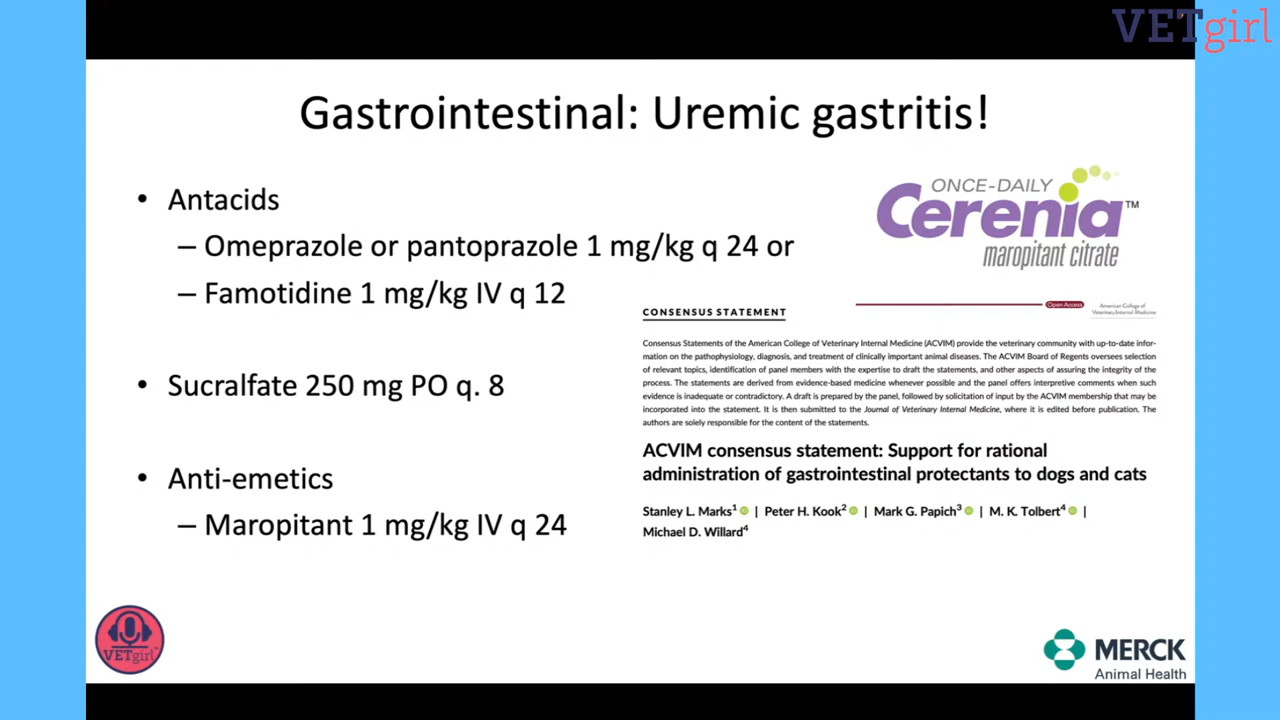 VETgirl
Gastrointestinal: Uremic gastritis!
• Antacids
– Omeprazole or pantoprazole 1 mg/kg q 24 or
– Famotidine 1 mg/kg IV q 12
• Sucralfate 250 mg PO q. 8
• Anti-emetics
– Maropitant 1 mg/kg IV q 24
ONCE-DAILY
Cerenia™
maropitant citrate
CONSENSUS STATEMENT
Open Access
American College of
Veterinary Internal Medicine
Consensus Statements of the American College of Veterinary Internal Medicine (ACVIM) provide the veterinary community with up-to-date infor-
mation on the pathophysiology, diagnosis, and treatment of clinically important animal diseases. The ACVIM Board of Regents oversees selection
of relevant topics, identification of panel members with the expertise to draft the statements, and other aspects of assuring the integrity of the
process. The statements are derived from evidence-based medicine whenever possible and the panel offers interpretive comments when such
evidence is inadequate or contradictory. A draft is prepared by the panel, followed by solicitation of input by the ACVIM membership that may be
incorporated into the statement. It is then submitted to the Journal of Veterinary Internal Medicine, where it is edited before publication. The
authors are solely responsible for the content of the statements.
ACVIM consensus statement: Support for rational
administration of gastrointestinal protectants to dogs and cats
Stanley L. Marks1 | Peter H. Kook2 | Mark G. Papich3 | M. K. Tolbert4 |
Michael D. Willard4
VETgirl
MERCK
Animal Health